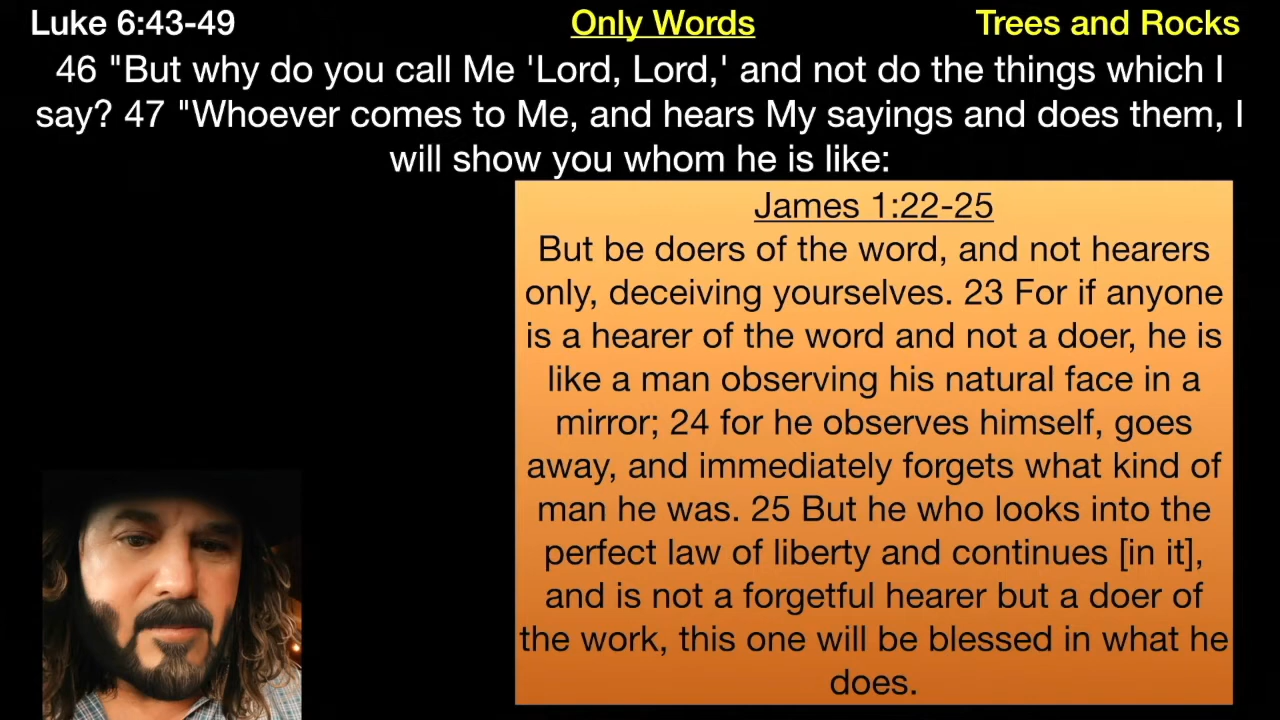 Luke 6:43-49 Only Words Trees and Rocks
46 "But why do you call Me 'Lord, Lord,' and not do the things which I
say? 47 "Whoever comes to Me, and hears My sayings and does them, I
will show you whom he is like:
James 1:22-25
But be doers of the word, and not hearers
only, deceiving yourselves. 23 For if anyone
is a hearer of the word and not a doer, he is
like a man observing his natural face in a
mirror; 24 for he observes himself, goes
away, and immediately forgets what kind of
man he was. 25 But he who looks into the
perfect law of liberty and continues [in it],
and is not a forgetful hearer but a doer of
the work, this one will be blessed in what he
does.